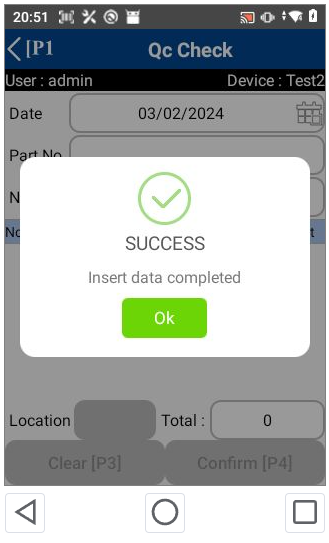 20:51
[P1
Qc Check
User : admin
Device : Test2
Date
03/02/2024
Part No
SUCCESS
Insert data completed
Ok
Location
Total :
0
Clear [P3]
Confirm [P4]